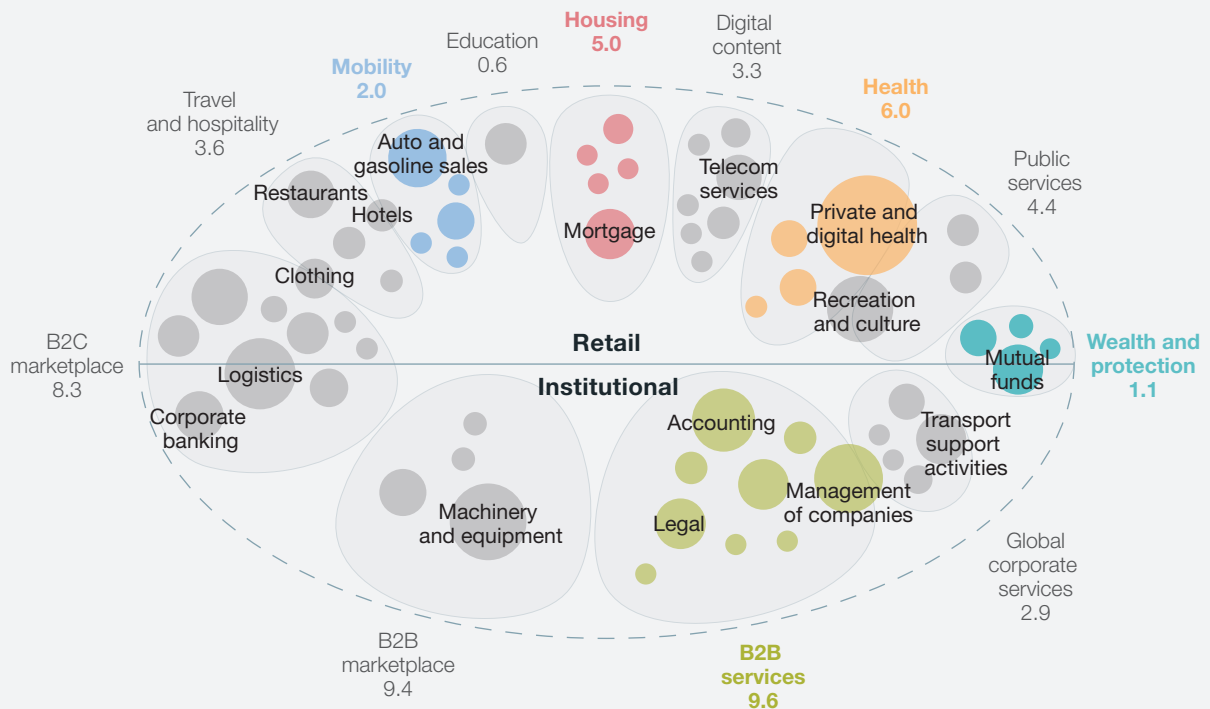 Housing
5.0
Digital
content
3.3
Education
0.6
Mobility
2.0
Health
6.0
Travel
and hospitality
3.6
Public
services
4.4
Auto and
gasoline sales
Telecom
services
Restaurants
Hotels
Mortgage
Private and
digital health
Clothing
Recreation
and culture
B2C
marketplace
8.3
Retail
Wealth and
protection
1.1
Mutual
funds
Logistics
Institutional
Corporate
banking
Accounting
Transport
support
activities
Machinery
and equipment
Management
of companies
Legal
Global
corporate
services
2.9
B2B
marketplace
9.4
B2B
services
9.6